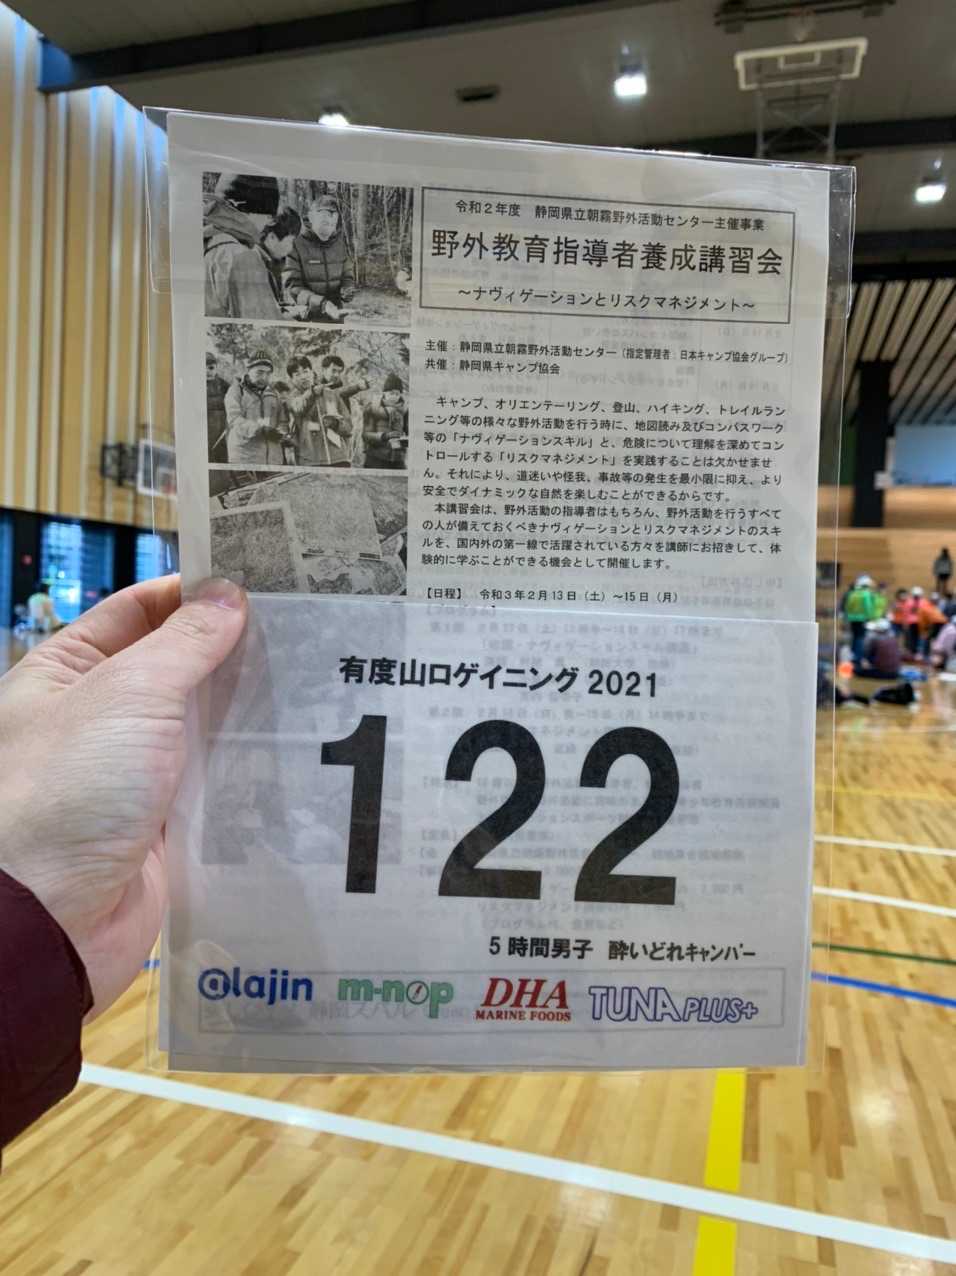 令和2年度 静岡県立朝霧野外活動センター主催事業
野外教育指導者養成講習会
～ナヴィゲーションとリスクマネジメント～
主催：静岡県立朝霧野外活動センター（指定管理者：日本キャンプ協会グループ）
共催：静岡県キャンプ協会
キャンプ、オリエンテーリング、登山、ハイキング、トレイルラン
ニング等の様々な野外活動を行う時に、地図読み及びコンパスワーク
等の「ナヴィゲーションスキル」と、危険について理解を深めてコント
ロールする「リスクマネジメント」を実践することは欠かせませ
ん。それにより、道迷いや怪我、事故等の発生を最小限に抑え、より
安全でダイナミックな自然を楽しむことができるからです。
本講習会は、野外活動の指導者はもちろん、野外活動を行うすべて
の人が備えておくべきナヴィゲーションとリスクマネジメントのスキ
ルを、国内外の第一線で活躍されている方々を講師にお招きして、体
験的に学ぶことができる機会として開催します。
【日程】 令和3年2月13日（土）～15日（月）
有度山ロゲイニング 2021
122
5時間男子 酔いどれキャンパー
@lajin m-nop DHA MARINE FOODS TUNA PLUS+